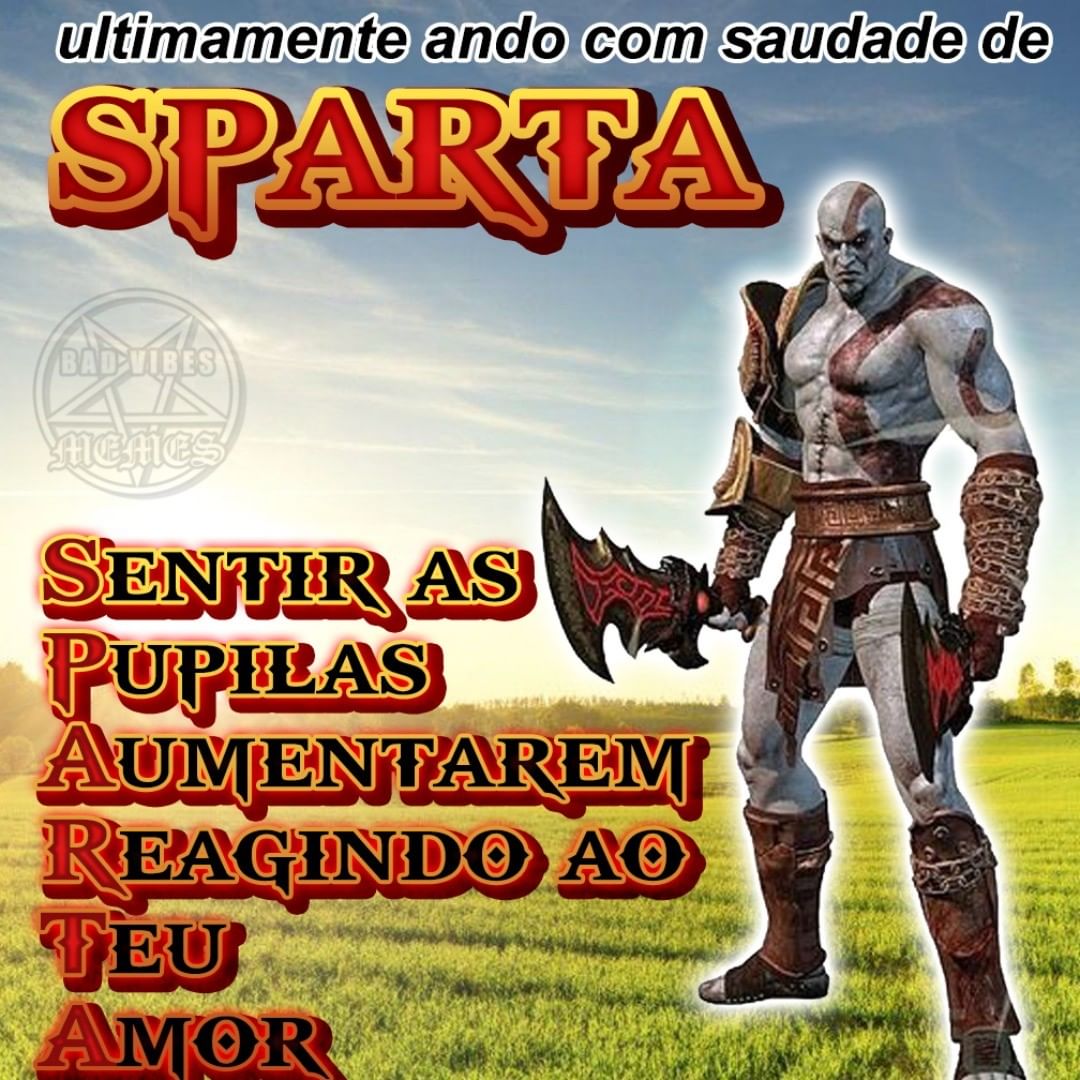 ultimamente ando com saudade de
SPARTA
BAD VIBES
MEMES
SENTIR AS
PUPILAS
AUMENTAREM
REAGINDO AO
TEU
AMOR